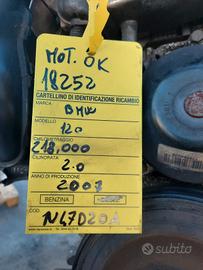 MOT. OK
18252
CARTELLINO DI IDENTIFICAZIONE RICAMBIO
MARCA
BMW
MODELLO
120
CHILOMETRAGGIO
218.000
CILINDRATA
2.0
ANNO DI PRODUZIONE
2007
BENZINA
COD.
N47D20A
subito